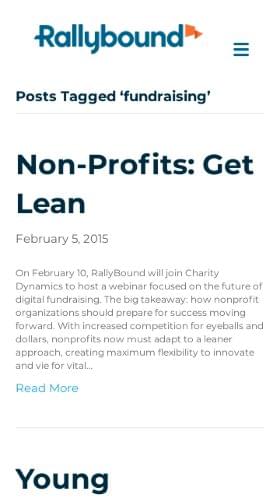 Rallybound
Posts Tagged ‘fundraising’
Non-Profits: Get
Lean
February 5, 2015
On February 10, RallyBound will join Charity
Dynamics to host a webinar focused on the future of
digital fundraising. The big takeaway: how nonprofit
organizations should prepare for success moving
forward. With increased competition for eyeballs and
dollars, nonprofits now must adapt to a leaner
approach, creating maximum flexibility to innovate
and vie for vital...
Read More
Young